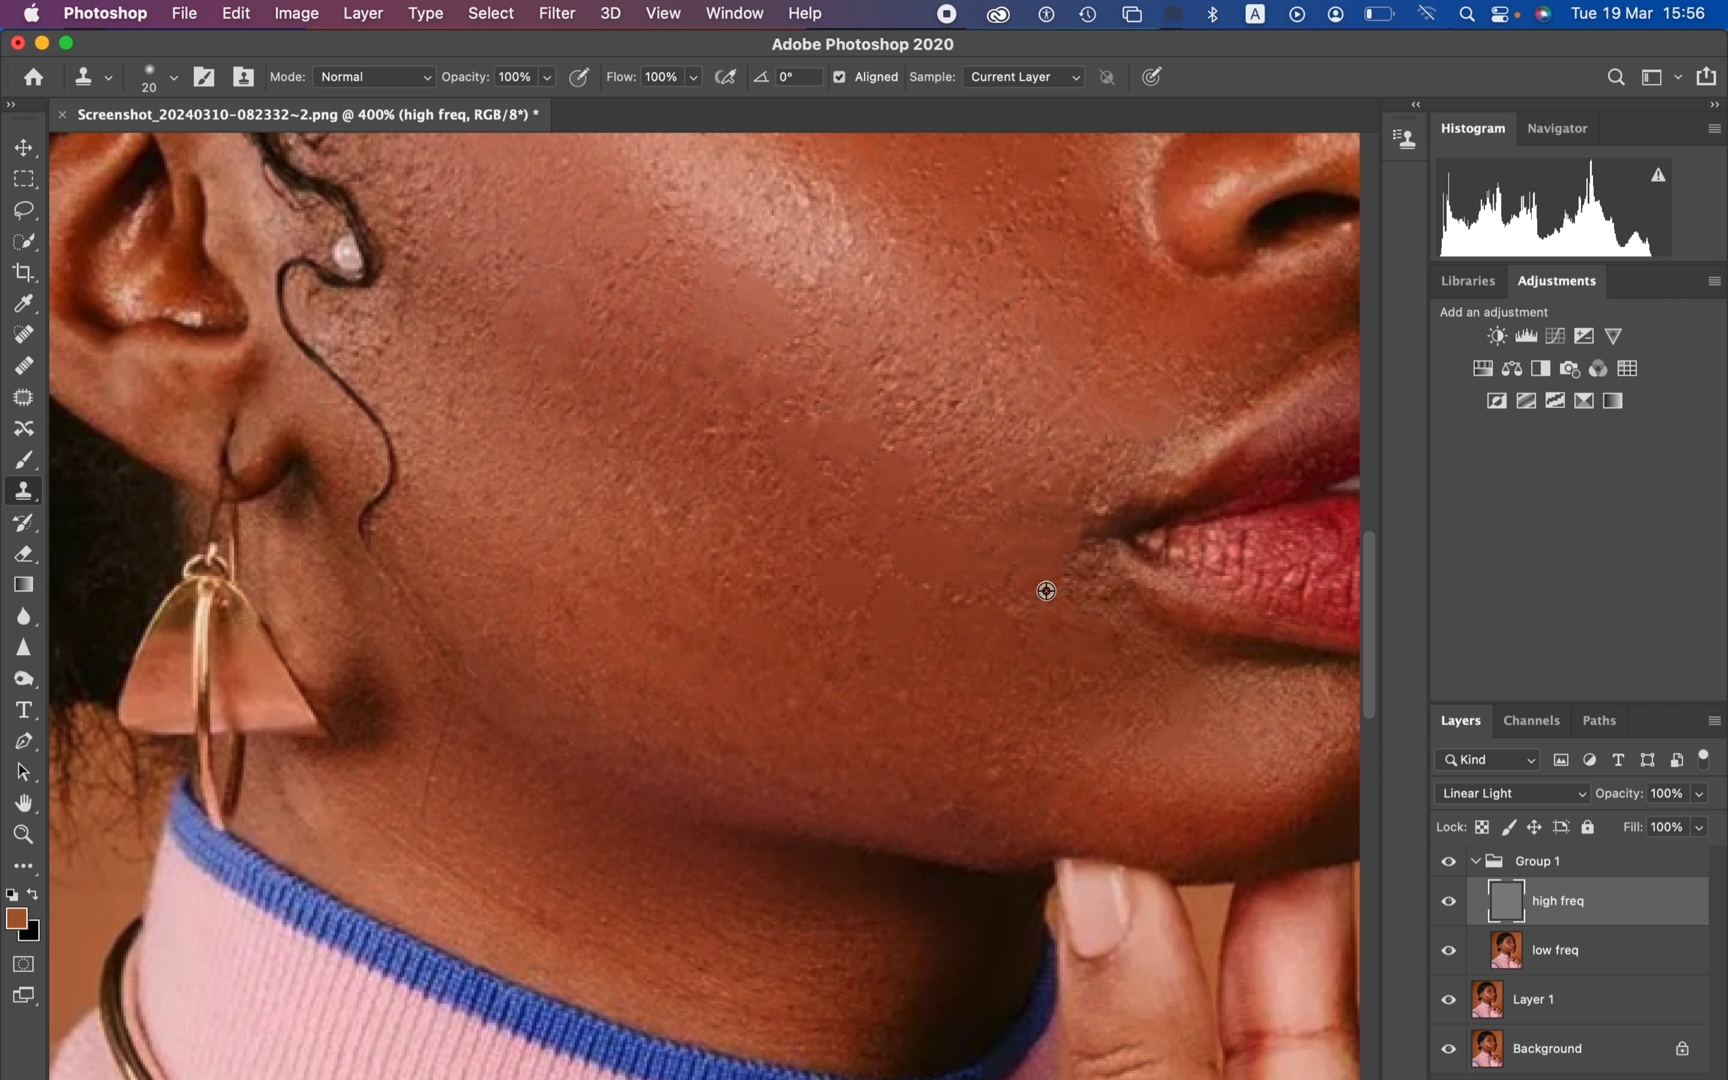 Photoshop File Edit Image Layer Type Select Filter 3D View Window Help A Tue 19 Mar 15:56
Adobe Photoshop 2020
20 Mode: Normal Opacity: 100% Flow: 100% 0° Aligned Sample: Current Layer
Screenshot_20240310-082332~2.png @ 400% (high freq, RGB/8*) *
Histogram Navigator
Libraries Adjustments
Add an adjustment
Layers Channels Paths
Kind
Linear Light Opacity: 100%
Lock: Fill: 100%
Group 1
high freq
low freq
Layer 1
Background